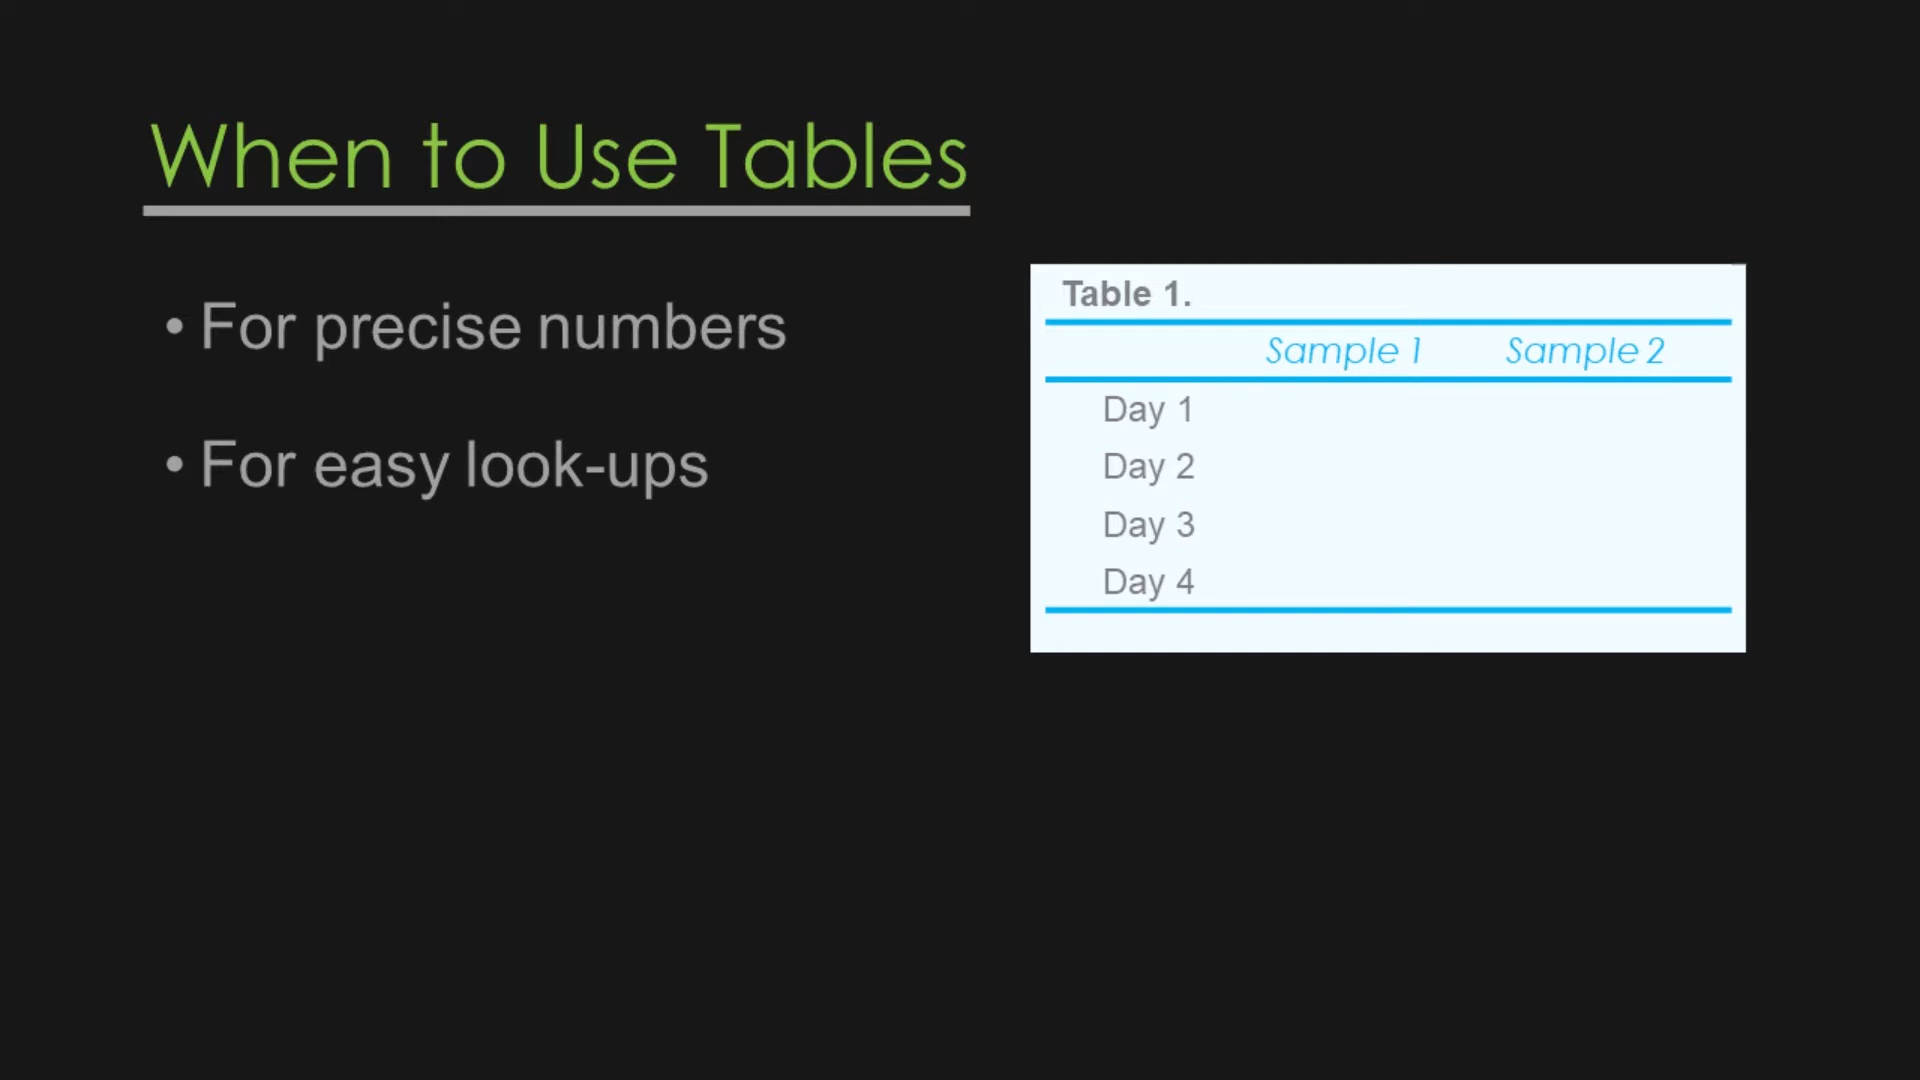 When to Use Tables
• For precise numbers
• For easy look-ups
Table 1.
Sample 1 Sample 2
Day 1
Day 2
Day 3
Day 4